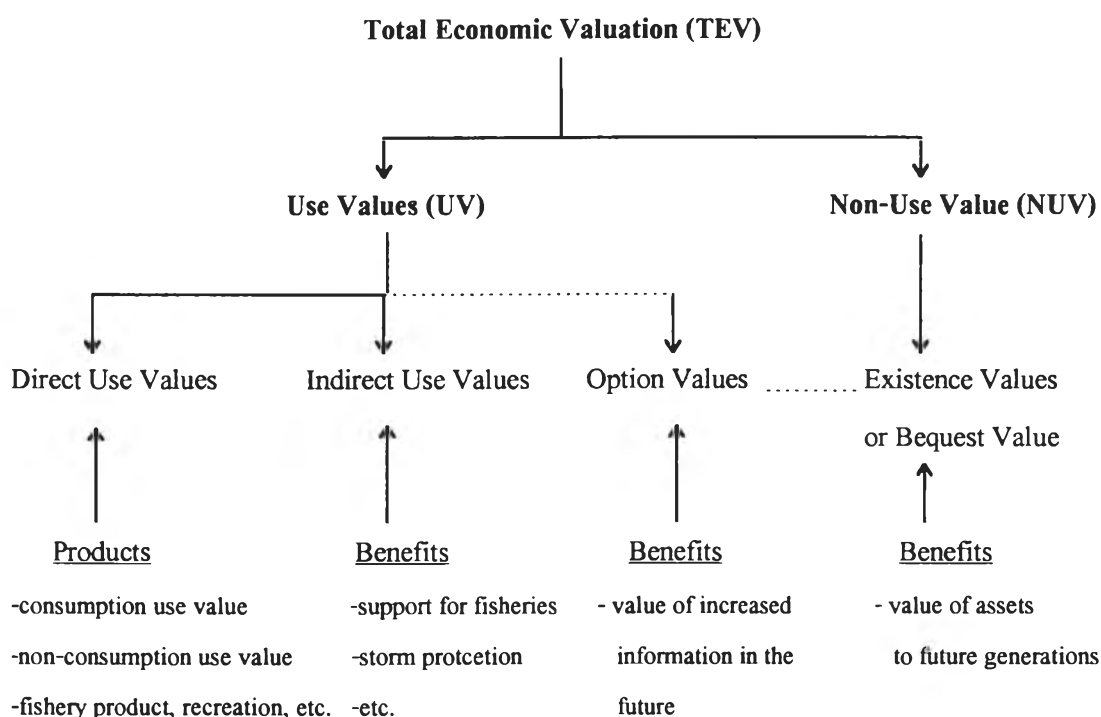 Total Economic Valuation (TEV)
Use Values (UV)
Non-Use Value (NUV)
Direct Use Values
Indirect Use Values
Option Values ......... Existence Values
or Bequest Value
Products
Benefits
Benefits
Benefits
-consumption use value
-support for fisheries
- value of increased
- value of assets
-non-consumption use value
-storm protcetion
information in the
to future generations
-fishery product, recreation, etc.
-etc.
future